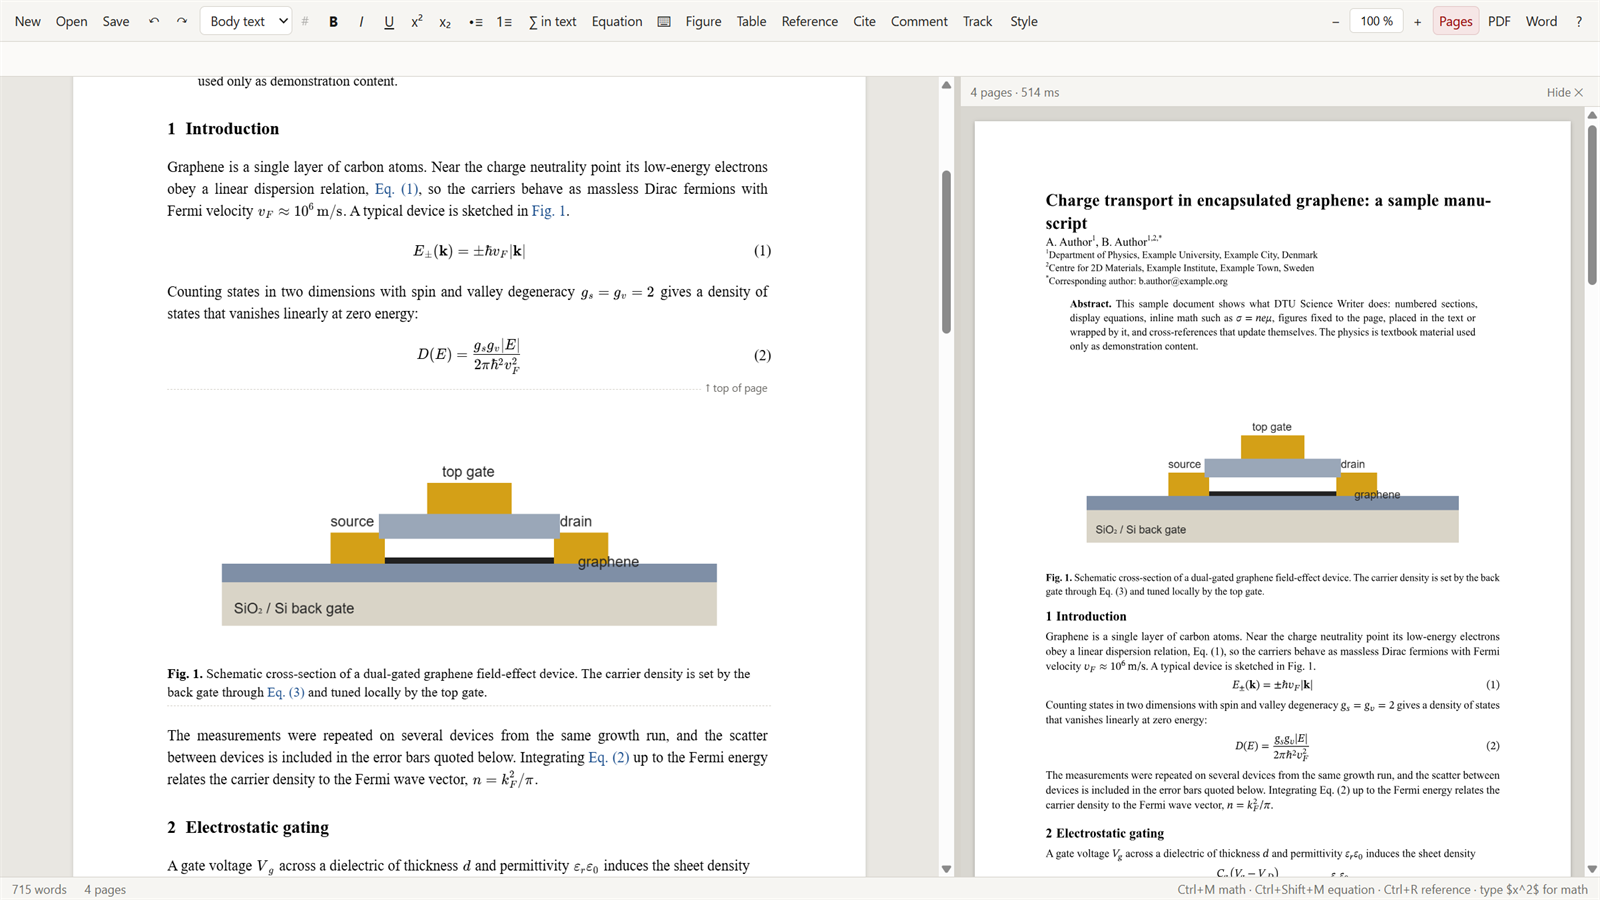 New Open Save Body text # B I U x² x₂ •≡ 1≡ ∑ in text Equation Figure Table Reference Cite Comment Track Style − 100 % + Pages PDF Word ?
used only as demonstration content.
1 Introduction
Graphene is a single layer of carbon atoms. Near the charge neutrality point its low-energy electrons
obey a linear dispersion relation, Eq. (1), so the carriers behave as massless Dirac fermions with
Fermi velocity v_F ≈ 10⁶ m/s. A typical device is sketched in Fig. 1.
E±(k) = ±ħv_F|k| (1)
Counting states in two dimensions with spin and valley degeneracy g_s = g_v = 2 gives a density of
states that vanishes linearly at zero energy:
D(E) = g_s g_v|E| / 2πħ²v_F² (2)
↑ top of page
top gate
source drain
graphene
SiO₂ / Si back gate
Fig. 1. Schematic cross-section of a dual-gated graphene field-effect device. The carrier density is set by the
back gate through Eq. (3) and tuned locally by the top gate.
The measurements were repeated on several devices from the same growth run, and the scatter
between devices is included in the error bars quoted below. Integrating Eq. (2) up to the Fermi energy
relates the carrier density to the Fermi wave vector, n = k_F²/π.
2 Electrostatic gating
A gate voltage V_g across a dielectric of thickness d and permittivity ε_rε₀ induces the sheet density
4 pages · 514 ms Hide ×
Charge transport in encapsulated graphene: a sample manu-
script
A. Author¹, B. Author¹,²,*
¹Department of Physics, Example University, Example City, Denmark
²Centre for 2D Materials, Example Institute, Example Town, Sweden
*Corresponding author: b.author@example.org
Abstract. This sample document shows what DTU Science Writer does: numbered sections,
display equations, inline math such as σ = neμ, figures fixed to the page, placed in the text or
wrapped by it, and cross-references that update themselves. The physics is textbook material used
only as demonstration content.
top gate
source drain
graphene
SiO₂ / Si back gate
Fig. 1. Schematic cross-section of a dual-gated graphene field-effect device. The carrier density is set by the back
gate through Eq. (3) and tuned locally by the top gate.
1 Introduction
Graphene is a single layer of carbon atoms. Near the charge neutrality point its low-energy electrons
obey a linear dispersion relation, Eq. (1), so the carriers behave as massless Dirac fermions with Fermi
velocity v_F ≈ 10⁶ m/s. A typical device is sketched in Fig. 1.
E±(k) = ±ħv_F|k| (1)
Counting states in two dimensions with spin and valley degeneracy g_s = g_v = 2 gives a density of states
that vanishes linearly at zero energy:
D(E) = g_s g_v|E| / 2πħ²v_F² (2)
The measurements were repeated on several devices from the same growth run, and the scatter between
devices is included in the error bars quoted below. Integrating Eq. (2) up to the Fermi energy relates the
carrier density to the Fermi wave vector, n = k_F²/π.
2 Electrostatic gating
A gate voltage V_g across a dielectric of thickness d and permittivity ε_rε₀ induces the sheet density
715 words 4 pages
Ctrl+M math · Ctrl+Shift+M equation · Ctrl+R reference · type $x^2$ for math